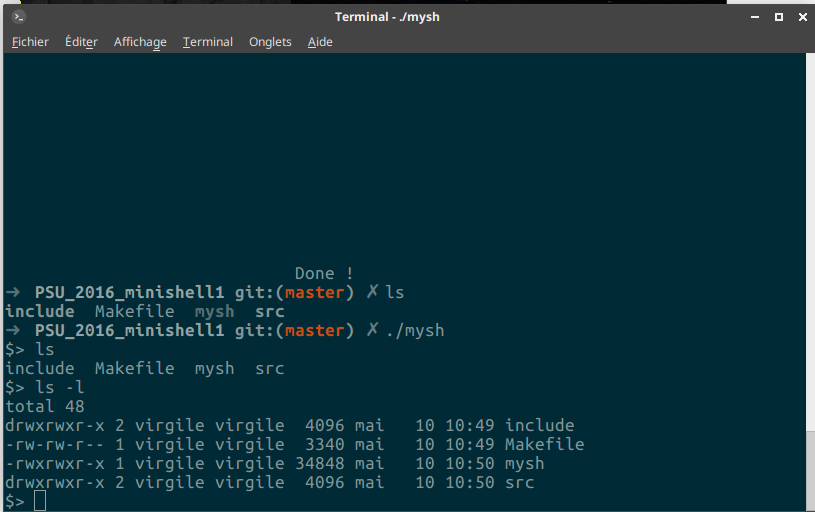 Terminal - ./mysh
Fichier Éditer Affichage Terminal Onglets Aide
Done !
➜  PSU_2016_minishell1 git:(master) ✗ ls
include  Makefile  mysh  src
➜  PSU_2016_minishell1 git:(master) ✗ ./mysh
$> ls
include  Makefile  mysh  src
$> ls -l
total 48
drwxrwxr-x 2 virgile virgile  4096 mai   10 10:49 include
-rw-rw-r-- 1 virgile virgile  3340 mai   10 10:49 Makefile
-rwxrwxr-x 1 virgile virgile 34848 mai   10 10:50 mysh
drwxrwxr-x 2 virgile virgile  4096 mai   10 10:50 src
$>